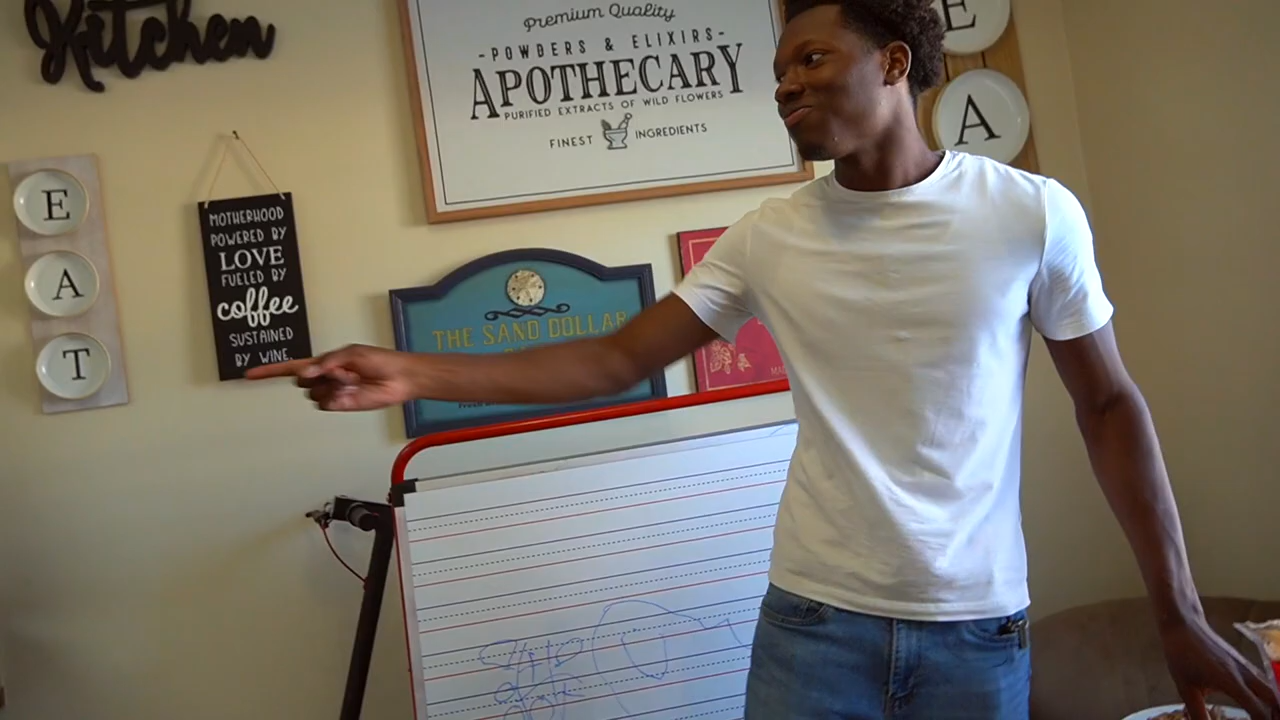 Kitchen
Premium Quality
-POWDERS & ELIXIRS-
APOTHECARY
PURIFIED EXTRACTS OF WILD FLOWERS
FINEST INGREDIENTS
E
A
E
A
T
MOTHERHOOD
POWERED BY
LOVE
FUELED BY
coffee
SUSTAINED
BY WINE.
THE SAND DOLLAR